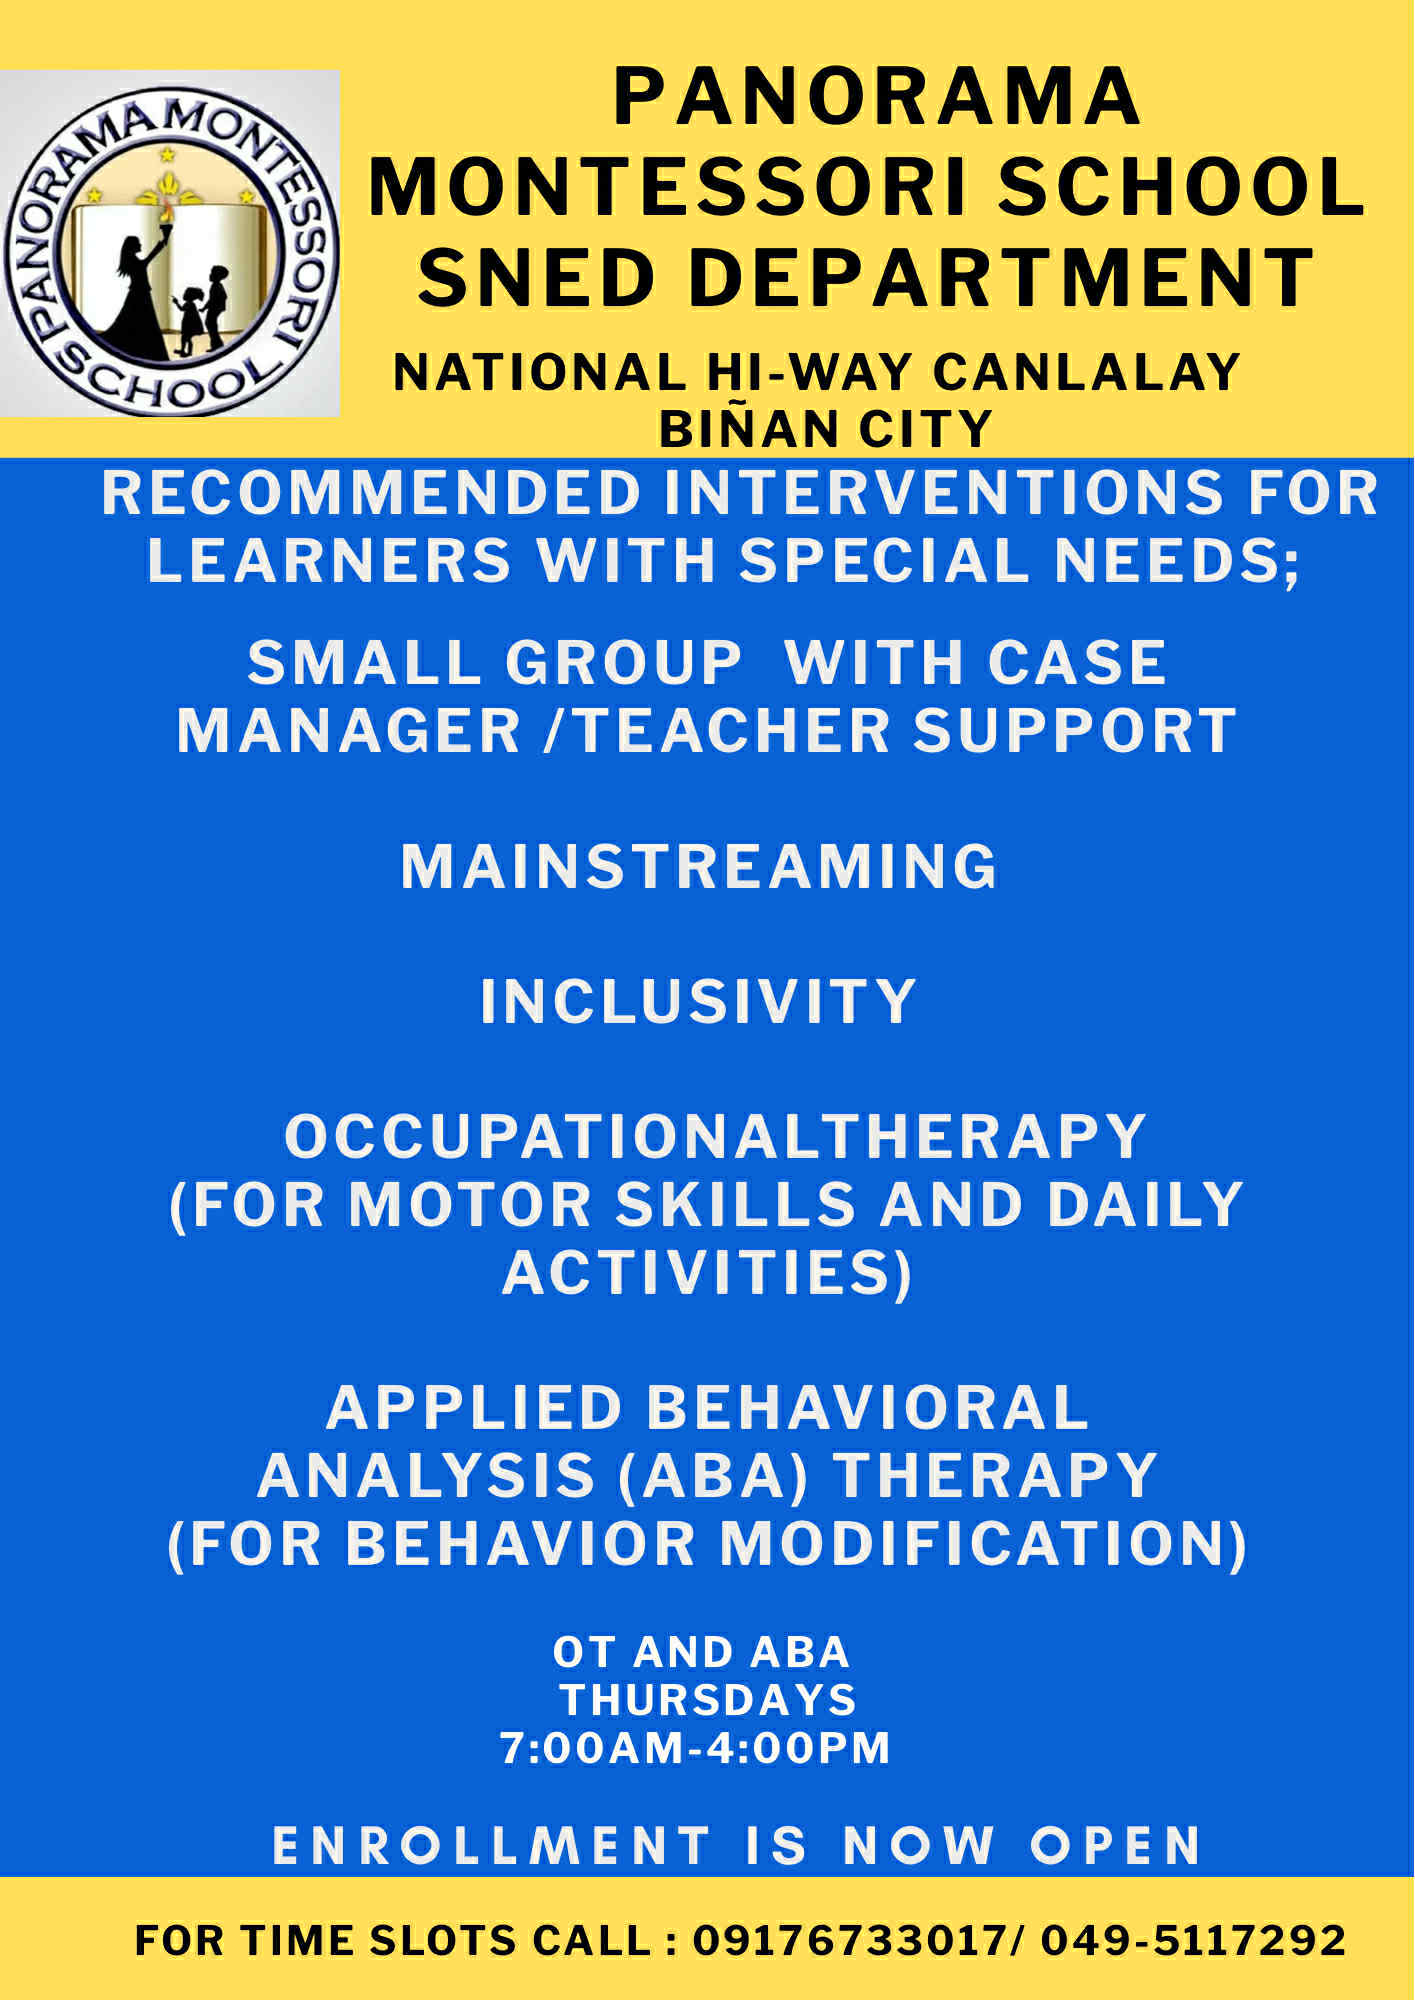 PANORAMA MONTESSORI SCHOOL
PANORAMA
MONTESSORI SCHOOL
SNED DEPARTMENT
NATIONAL HI-WAY CANLALAY
BIÑAN CITY
RECOMMENDED INTERVENTIONS FOR
LEARNERS WITH SPECIAL NEEDS;
SMALL GROUP WITH CASE
MANAGER /TEACHER SUPPORT
MAINSTREAMING
INCLUSIVITY
OCCUPATIONALTHERAPY
(FOR MOTOR SKILLS AND DAILY
ACTIVITIES)
APPLIED BEHAVIORAL
ANALYSIS (ABA) THERAPY
(FOR BEHAVIOR MODIFICATION)
OT AND ABA
THURSDAYS
7:00AM-4:00PM
ENROLLMENT IS NOW OPEN
FOR TIME SLOTS CALL : 09176733017/ 049-5117292